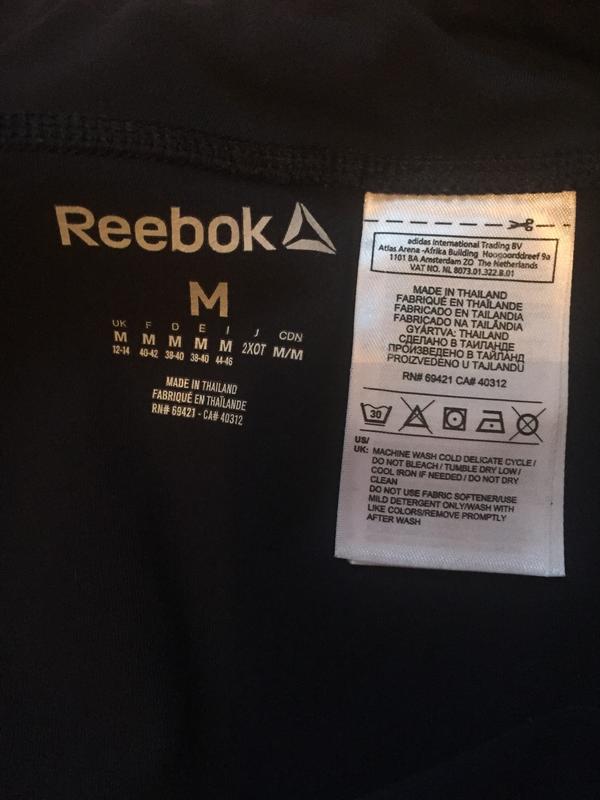 Reebok
M
UK F D E I J CDN
M M M M M 2XOT M/M
12-14 40-42 38-40 38-40 44-46
MADE IN THAILAND
FABRIQUÉ EN THAÏLANDE
RN# 69421 - CA# 40312
adidas International Trading BV
Atlas Arena -Afrika Building Hoogoorddreef 9a
1101 BA Amsterdam ZO The Netherlands
VAT NO. NL 8073.01.322.B.01
MADE IN THAILAND
FABRIQUÉ EN THAÏLANDE
FABRICADO EN TAILANDIA
FABRICADO NA TAILÂNDIA
GYÁRTVA: THAILAND
СДЕЛАНО В ТАИЛАНДЕ
ПРОИЗВЕДЕНО В ТАЙЛАНД
PROIZVEDENO U TAJLANDU
RN# 69421 CA# 40312
30
US/
UK: MACHINE WASH COLD DELICATE CYCLE /
DO NOT BLEACH / TUMBLE DRY LOW /
COOL IRON IF NEEDED / DO NOT DRY
CLEAN
DO NOT USE FABRIC SOFTENER/USE
MILD DETERGENT ONLY/WASH WITH
LIKE COLORS/REMOVE PROMPTLY
AFTER WASH